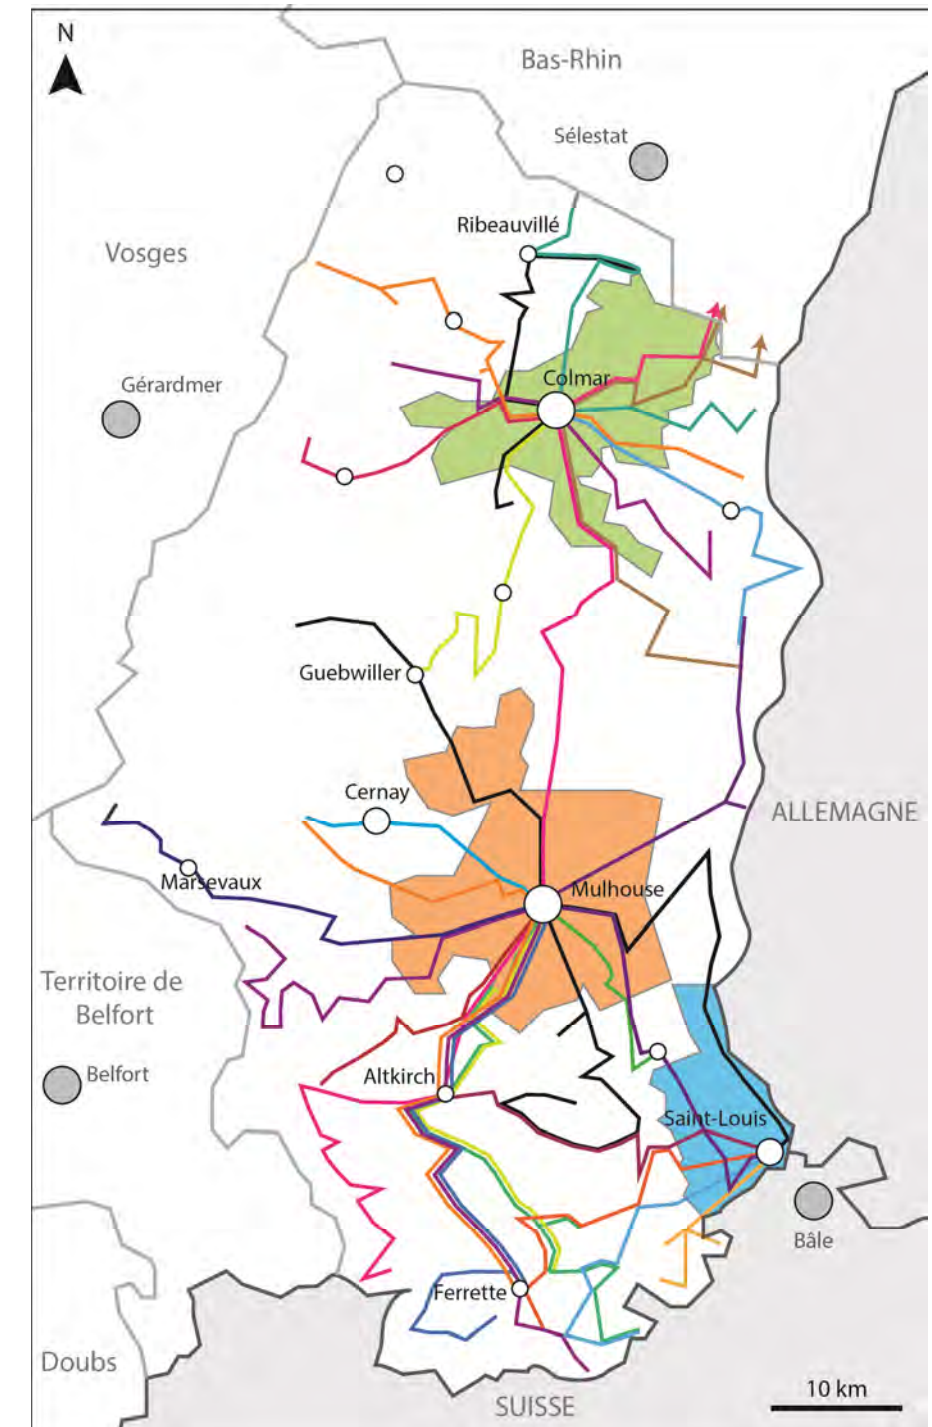 N
Bas-Rhin
Sélestat
Ribeauvillé
Vosges
Colmar
Gérardmer
Guebwiller
Cernay
ALLEMAGNE
Marsevaux
Mulhouse
Territoire de
Belfort
Belfort
Altkirch
Saint-Louis
Bâle
Ferrette
Doubs
10 km
SUISSE